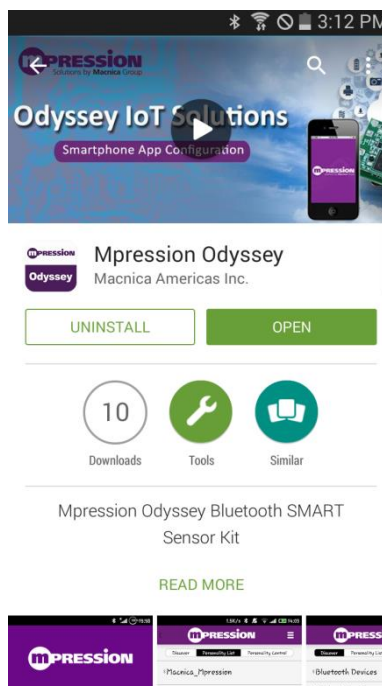 3:12 PM
mpression
Solutions by Macnica Group
Odyssey IoT Solutions
Smartphone App Configuration
mpression
mpression
Odyssey
Mpression Odyssey
Macnica Americas Inc.
UNINSTALL
OPEN
10
Downloads
Tools
Similar
Mpression Odyssey Bluetooth SMART
Sensor Kit
READ MORE
mpression
mpression
Discover
Personality List
Personality Control
Macnica_Mpression
mpress
Discover
Personality List
Bluetooth Devices